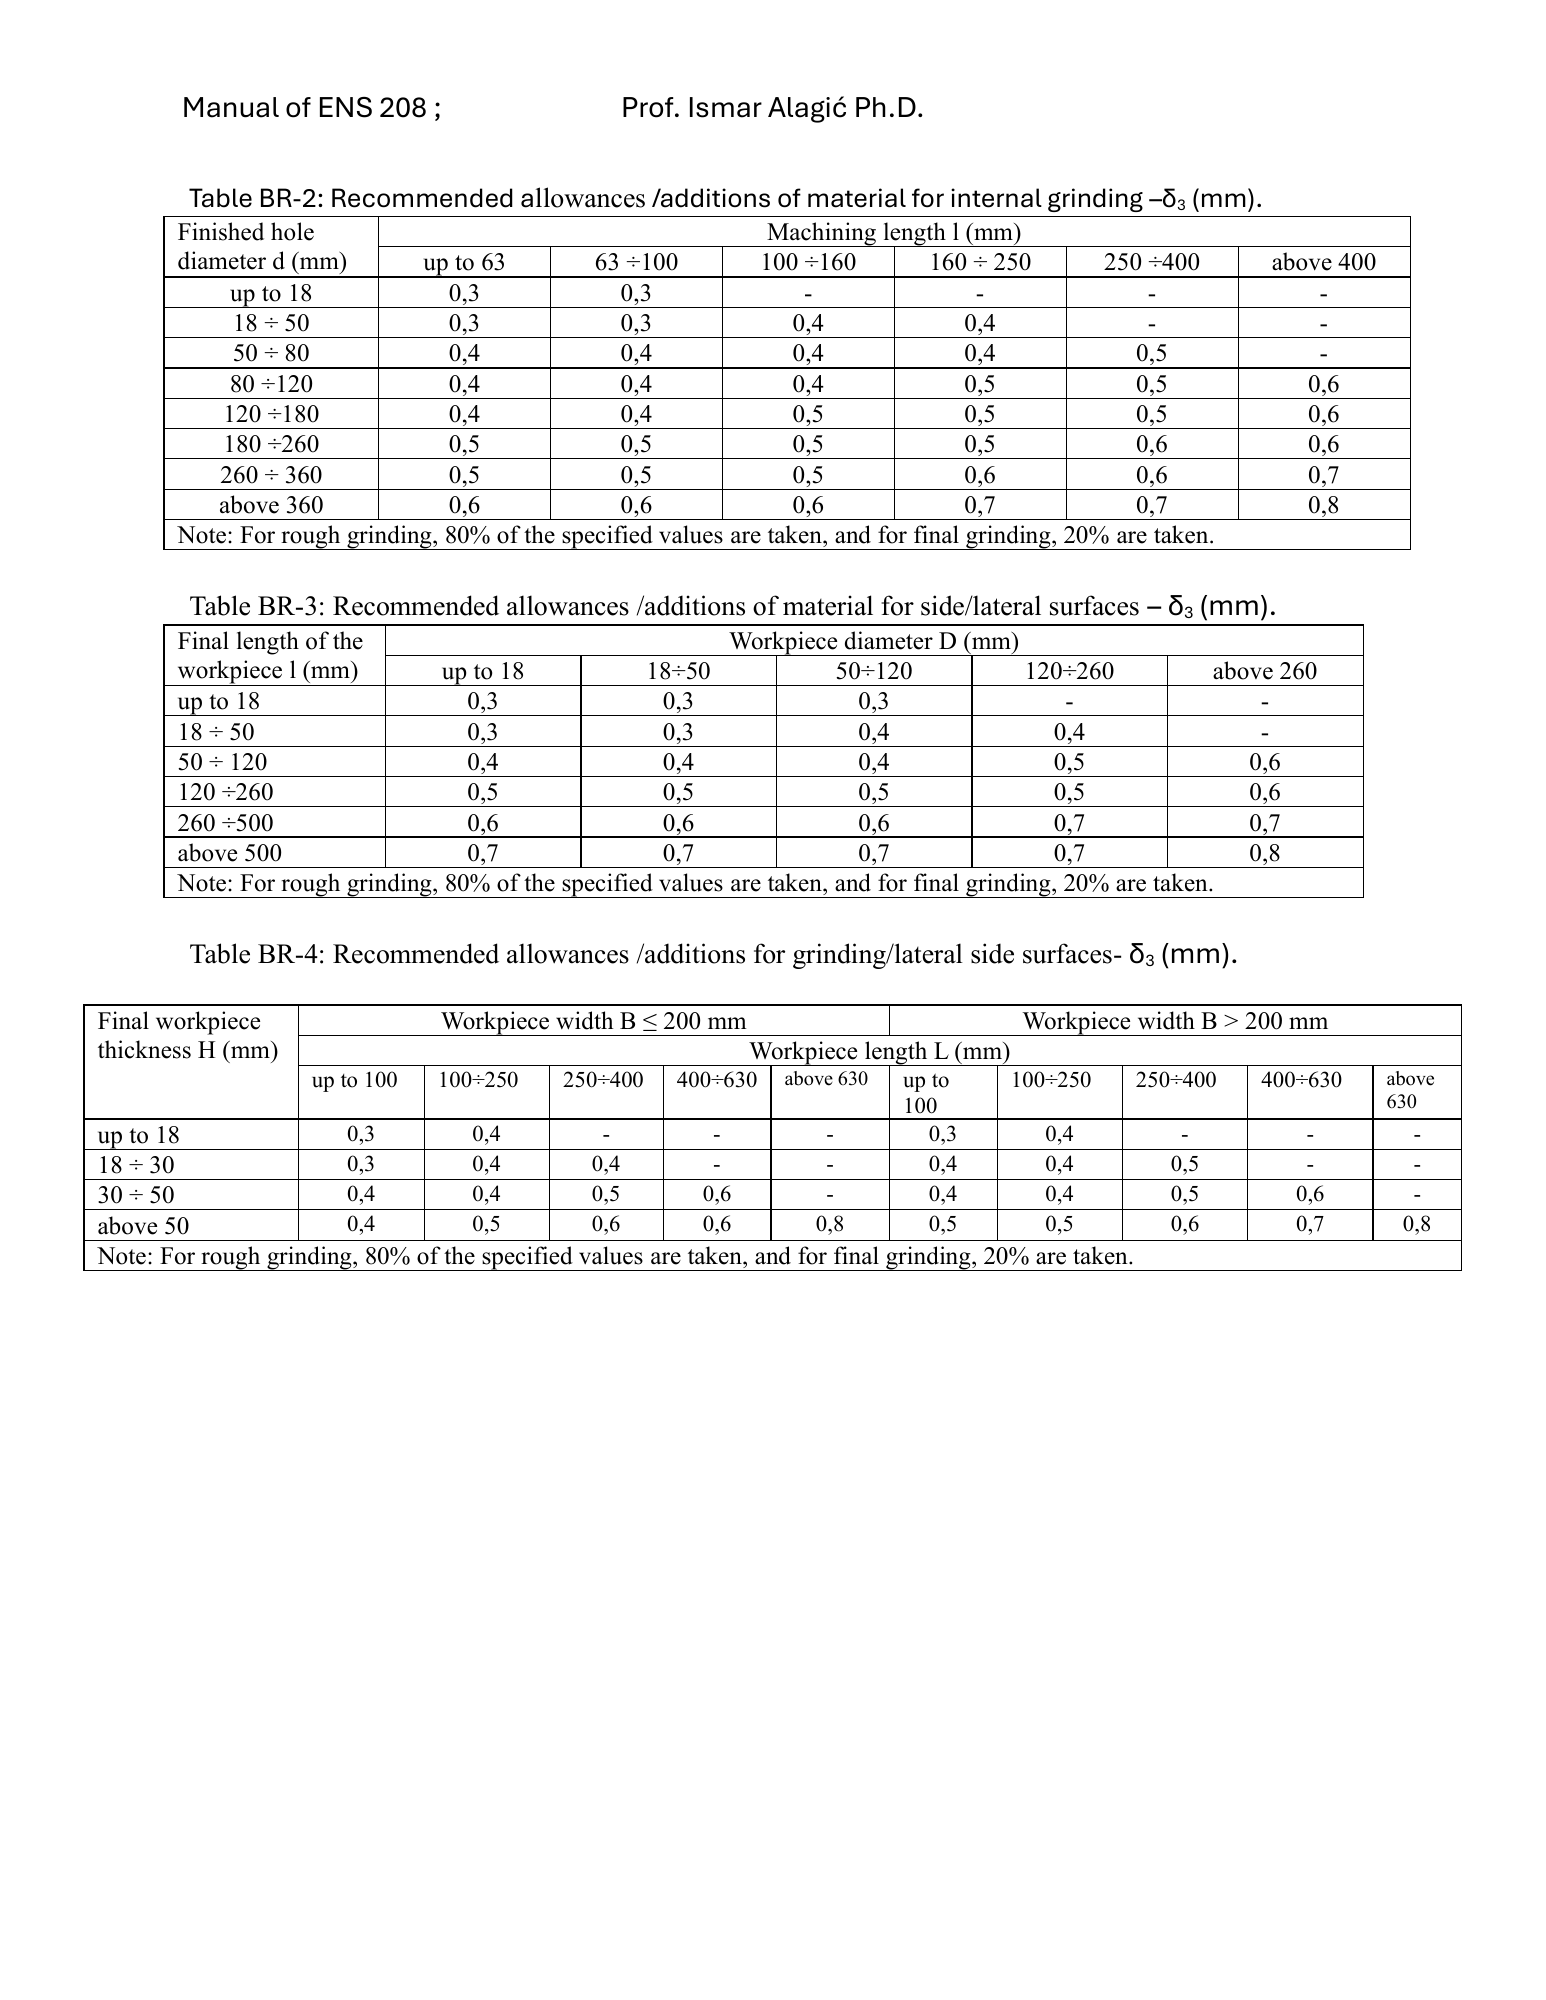 Manual of ENS 208 ; Prof. Ismar Alagić Ph.D.
Table BR-2: Recommended allowances /additions of material for internal grinding –δ₃ (mm).
Finished hole Machining length l (mm)
diameter d (mm) up to 63 63 ÷100 100 ÷160 160 ÷ 250 250 ÷400 above 400
up to 18 0,3 0,3 - - - -
18 ÷ 50 0,3 0,3 0,4 0,4 - -
50 ÷ 80 0,4 0,4 0,4 0,4 0,5 -
80 ÷120 0,4 0,4 0,4 0,5 0,5 0,6
120 ÷180 0,4 0,4 0,5 0,5 0,5 0,6
180 ÷260 0,5 0,5 0,5 0,5 0,6 0,6
260 ÷ 360 0,5 0,5 0,5 0,6 0,6 0,7
above 360 0,6 0,6 0,6 0,7 0,7 0,8
Note: For rough grinding, 80% of the specified values are taken, and for final grinding, 20% are taken.
Table BR-3: Recommended allowances /additions of material for side/lateral surfaces – δ₃ (mm).
Final length of the Workpiece diameter D (mm)
workpiece l (mm) up to 18 18÷50 50÷120 120÷260 above 260
up to 18 0,3 0,3 0,3 - -
18 ÷ 50 0,3 0,3 0,4 0,4 -
50 ÷ 120 0,4 0,4 0,4 0,5 0,6
120 ÷260 0,5 0,5 0,5 0,5 0,6
260 ÷500 0,6 0,6 0,6 0,7 0,7
above 500 0,7 0,7 0,7 0,7 0,8
Note: For rough grinding, 80% of the specified values are taken, and for final grinding, 20% are taken.
Table BR-4: Recommended allowances /additions for grinding/lateral side surfaces- δ₃ (mm).
Final workpiece Workpiece width B ≤ 200 mm Workpiece width B > 200 mm
thickness H (mm) Workpiece length L (mm)
up to 100 100÷250 250÷400 400÷630 above 630 up to 100÷250 250÷400 400÷630 above
100 630
up to 18 0,3 0,4 - - - 0,3 0,4 - - -
18 ÷ 30 0,3 0,4 0,4 - - 0,4 0,4 0,5 - -
30 ÷ 50 0,4 0,4 0,5 0,6 - 0,4 0,4 0,5 0,6 -
above 50 0,4 0,5 0,6 0,6 0,8 0,5 0,5 0,6 0,7 0,8
Note: For rough grinding, 80% of the specified values are taken, and for final grinding, 20% are taken.